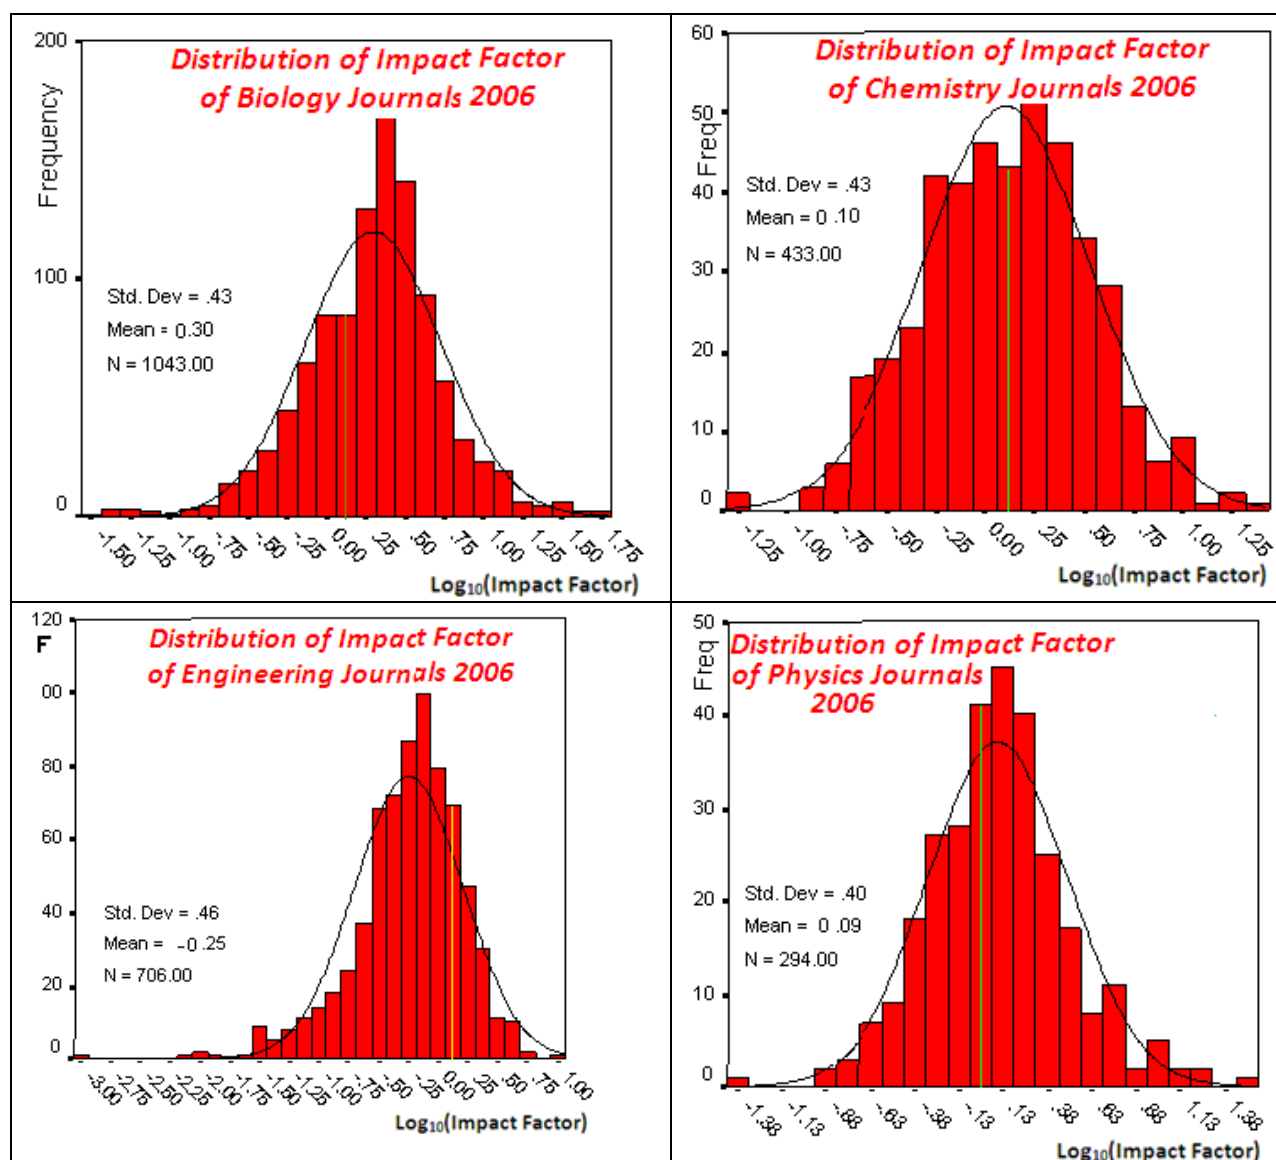 Distribution of Impact Factor
of Biology Journals 2006
200
100
0
Frequency
Std. Dev = .43
Mean = 0.30
N = 1043.00
-1.50 -1.25 -1.00 -.75 -.50 -.25 0.00 .25 .50 .75 1.00 1.25 1.50 1.75
Log₁₀(Impact Factor)
Distribution of Impact Factor
of Chemistry Journals 2006
60
50
40
30
20
10
0
Freq
Std. Dev = .43
Mean = 0 .10
N = 433.00
-1.25 -1.00 -.75 -.50 -.25 0.00 .25 .50 .75 1.00 1.25
Log₁₀(Impact Factor)
Distribution of Impact Factor
of Engineering Journals 2006
120
00
80
60
40
20
0
F
Std. Dev = .46
Mean = -0 .25
N = 706.00
-3.00 -2.75 -2.50 -2.25 -2.00 -1.75 -1.50 -1.25 -1.00 -.75 -.50 -.25 0.00 .25 .50 .75 1.00
Log₁₀(Impact Factor)
Distribution of Impact Factor
of Physics Journals
2006
50
40
30
20
10
0
Freq
Std. Dev = .40
Mean = 0 .09
N = 294.00
-1.38 -1.13 -.88 -.63 -.38 -.13 .13 .38 .63 .88 1.13 1.38
Log₁₀(Impact Factor)